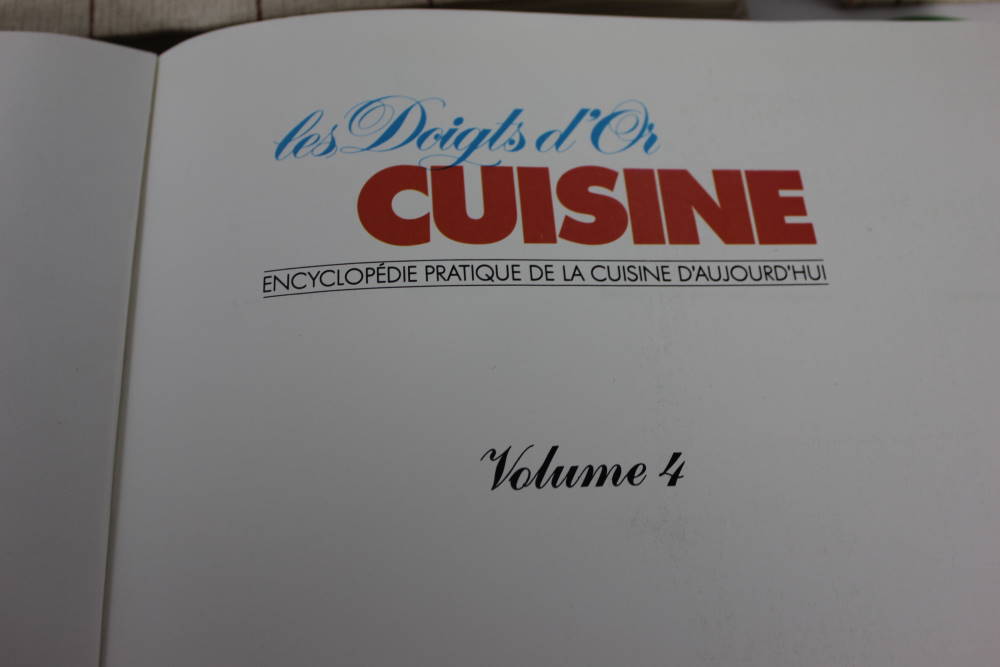 les Doigts d'Or
CUISINE
ENCYCLOPÉDIE PRATIQUE DE LA CUISINE D'AUJOURD'HUI
Volume 4